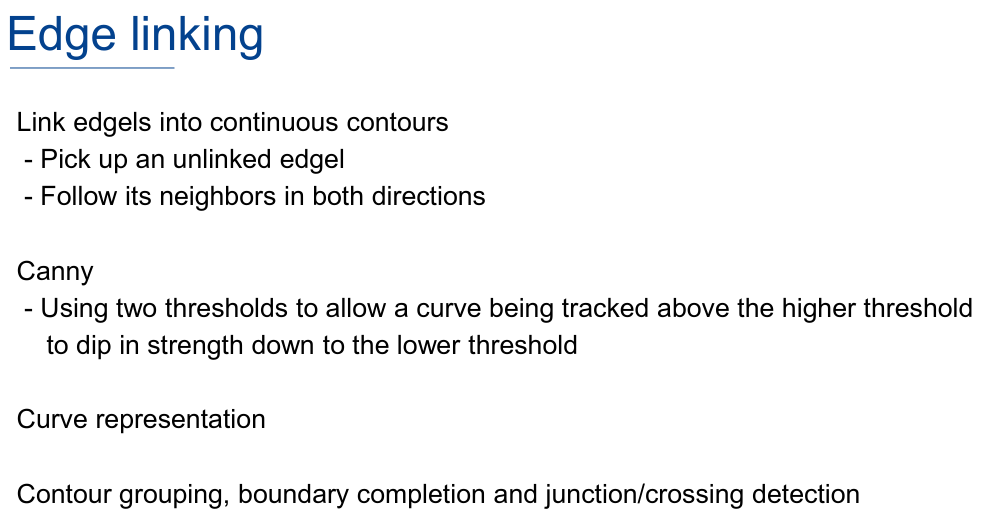 Edge linking
Link edgels into continuous contours
- Pick up an unlinked edgel
- Follow its neighbors in both directions
Canny
- Using two thresholds to allow a curve being tracked above the higher threshold
to dip in strength down to the lower threshold
Curve representation
Contour grouping, boundary completion and junction/crossing detection